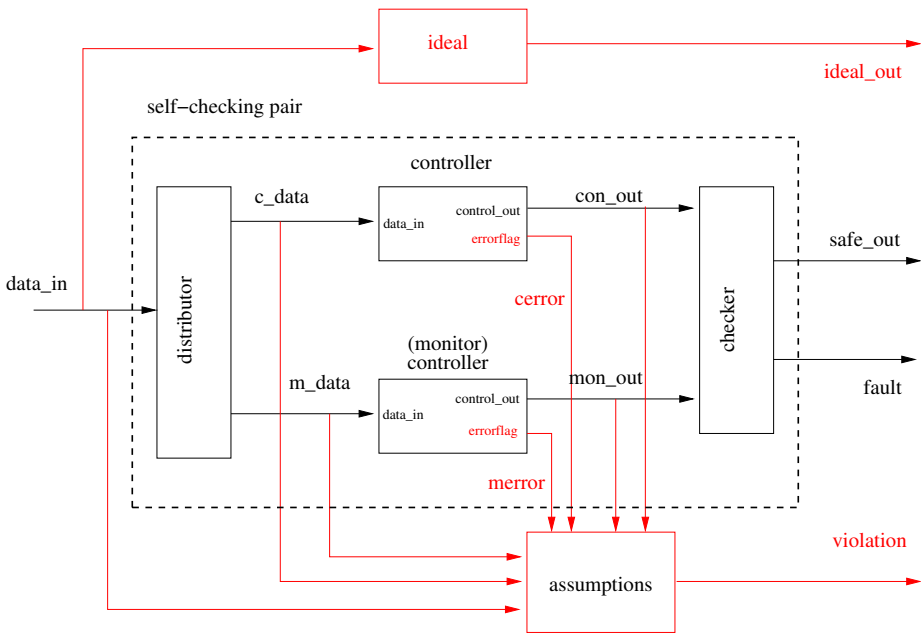 ideal
ideal_out
self−checking pair
controller
c_data
con_out
control_out
data_in
errorflag
safe_out
data_in
distributor
cerror
checker
(monitor)
controller
m_data
mon_out
control_out
data_in
errorflag
fault
merror
violation
assumptions